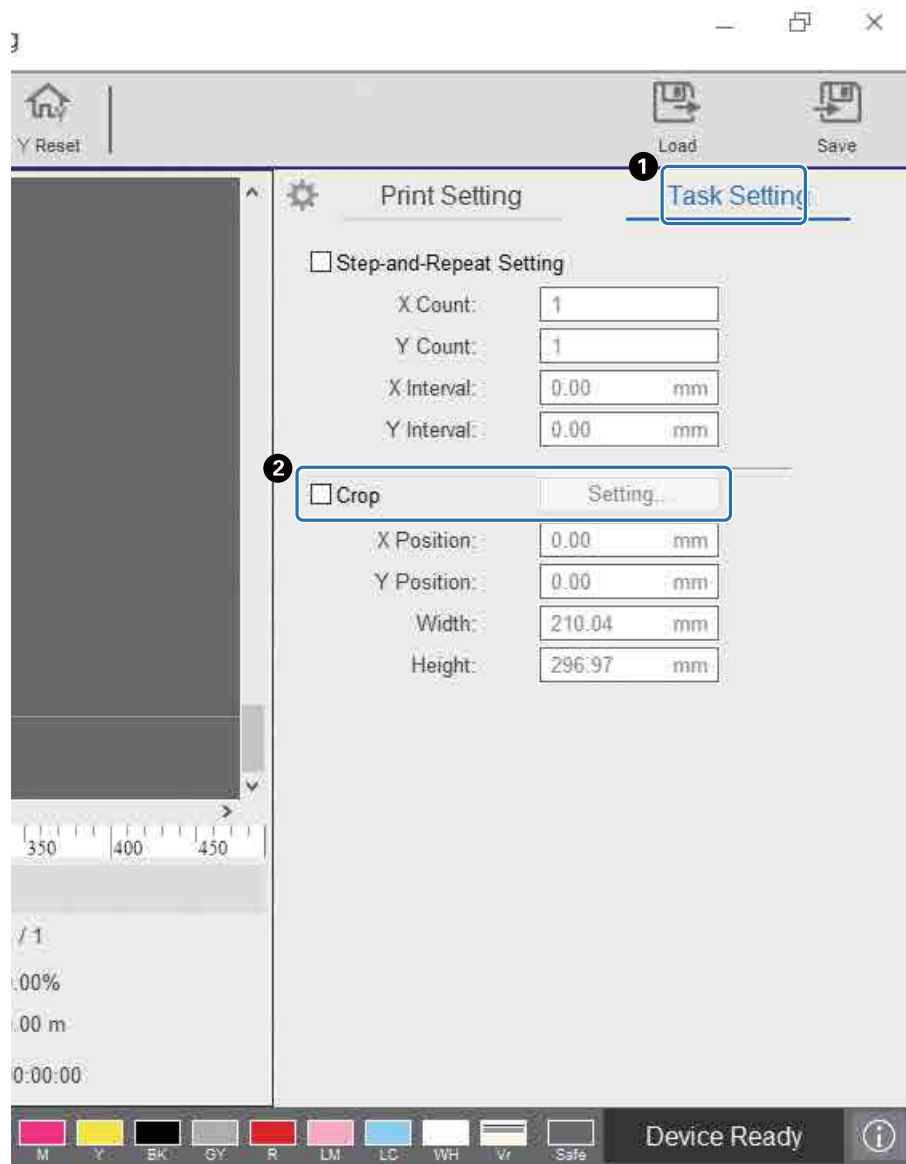 g
Y Reset
Load
Save
1
Print Setting
Task Setting
Step-and-Repeat Setting
X Count: 1
Y Count: 1
X Interval: 0.00 mm
Y Interval: 0.00 mm
2
Crop
Setting...
X Position: 0.00 mm
Y Position: 0.00 mm
Width: 210.04 mm
Height: 296.97 mm
350 400 450
/ 1
.00%
.00 m
0:00:00
M Y BK GY R LM LC WH Vr Safe
Device Ready